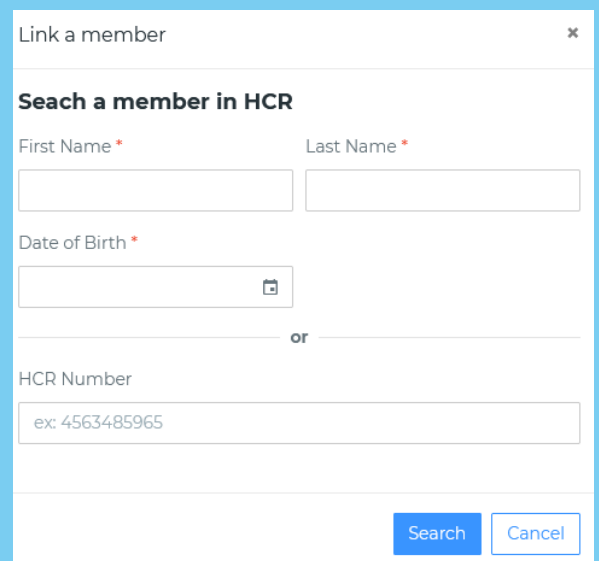 Link a member ×
Seach a member in HCR
First Name * Last Name *
Date of Birth *
or
HCR Number
ex: 4563485965
Search Cancel